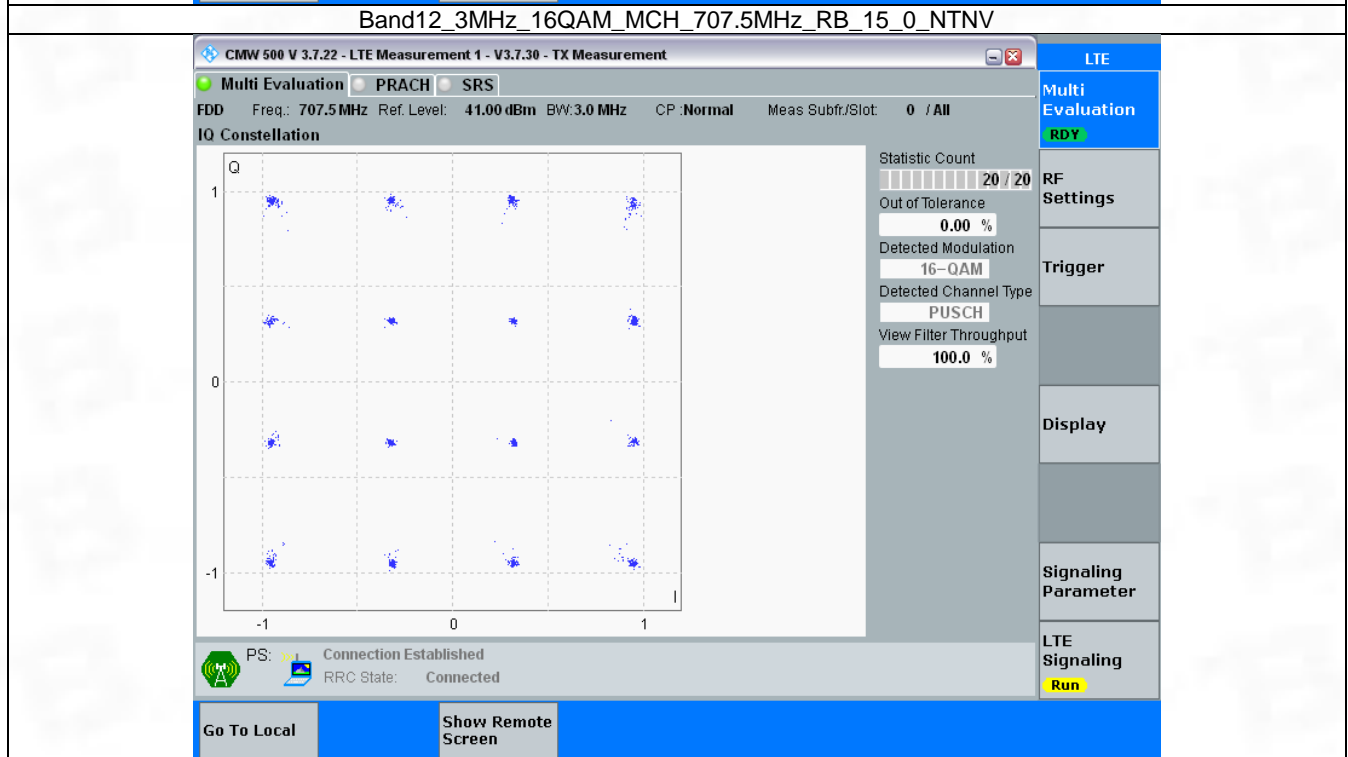 Band12_3MHz_16QAM_MCH_707.5MHz_RB_15_0_NTNV
CMW 500 V 3.7.22 - LTE Measurement 1 - V3.7.30 - TX Measurement
LTE
Multi Evaluation PRACH SRS
Multi
Evaluation
RDY
FDD Freq.: 707.5 MHz Ref. Level: 41.00 dBm BW: 3.0 MHz CP :Normal Meas Subfr./Slot: 0 / All
IQ Constellation
Q
1
0
-1
I
-1 0 1
Statistic Count
20 / 20
Out of Tolerance
0.00 %
Detected Modulation
16-QAM
Detected Channel Type
PUSCH
View Filter Throughput
100.0 %
RF
Settings
Trigger
Display
Signaling
Parameter
LTE
Signaling
Run
PS: Connection Established
RRC State: Connected
Go To Local
Show Remote
Screen